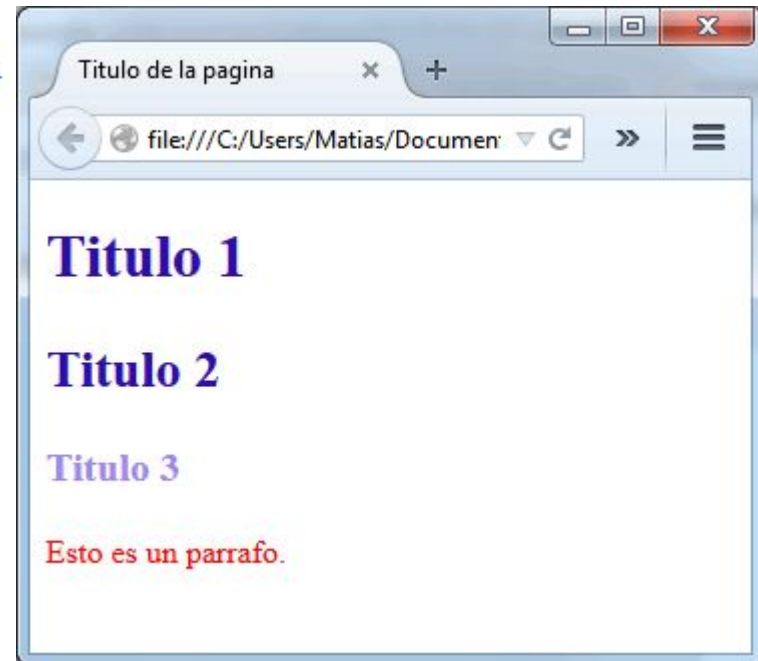 Titulo de la pagina
file:///C:/Users/Matias/Documen
Titulo 1
Titulo 2
Titulo 3
Esto es un parrafo.